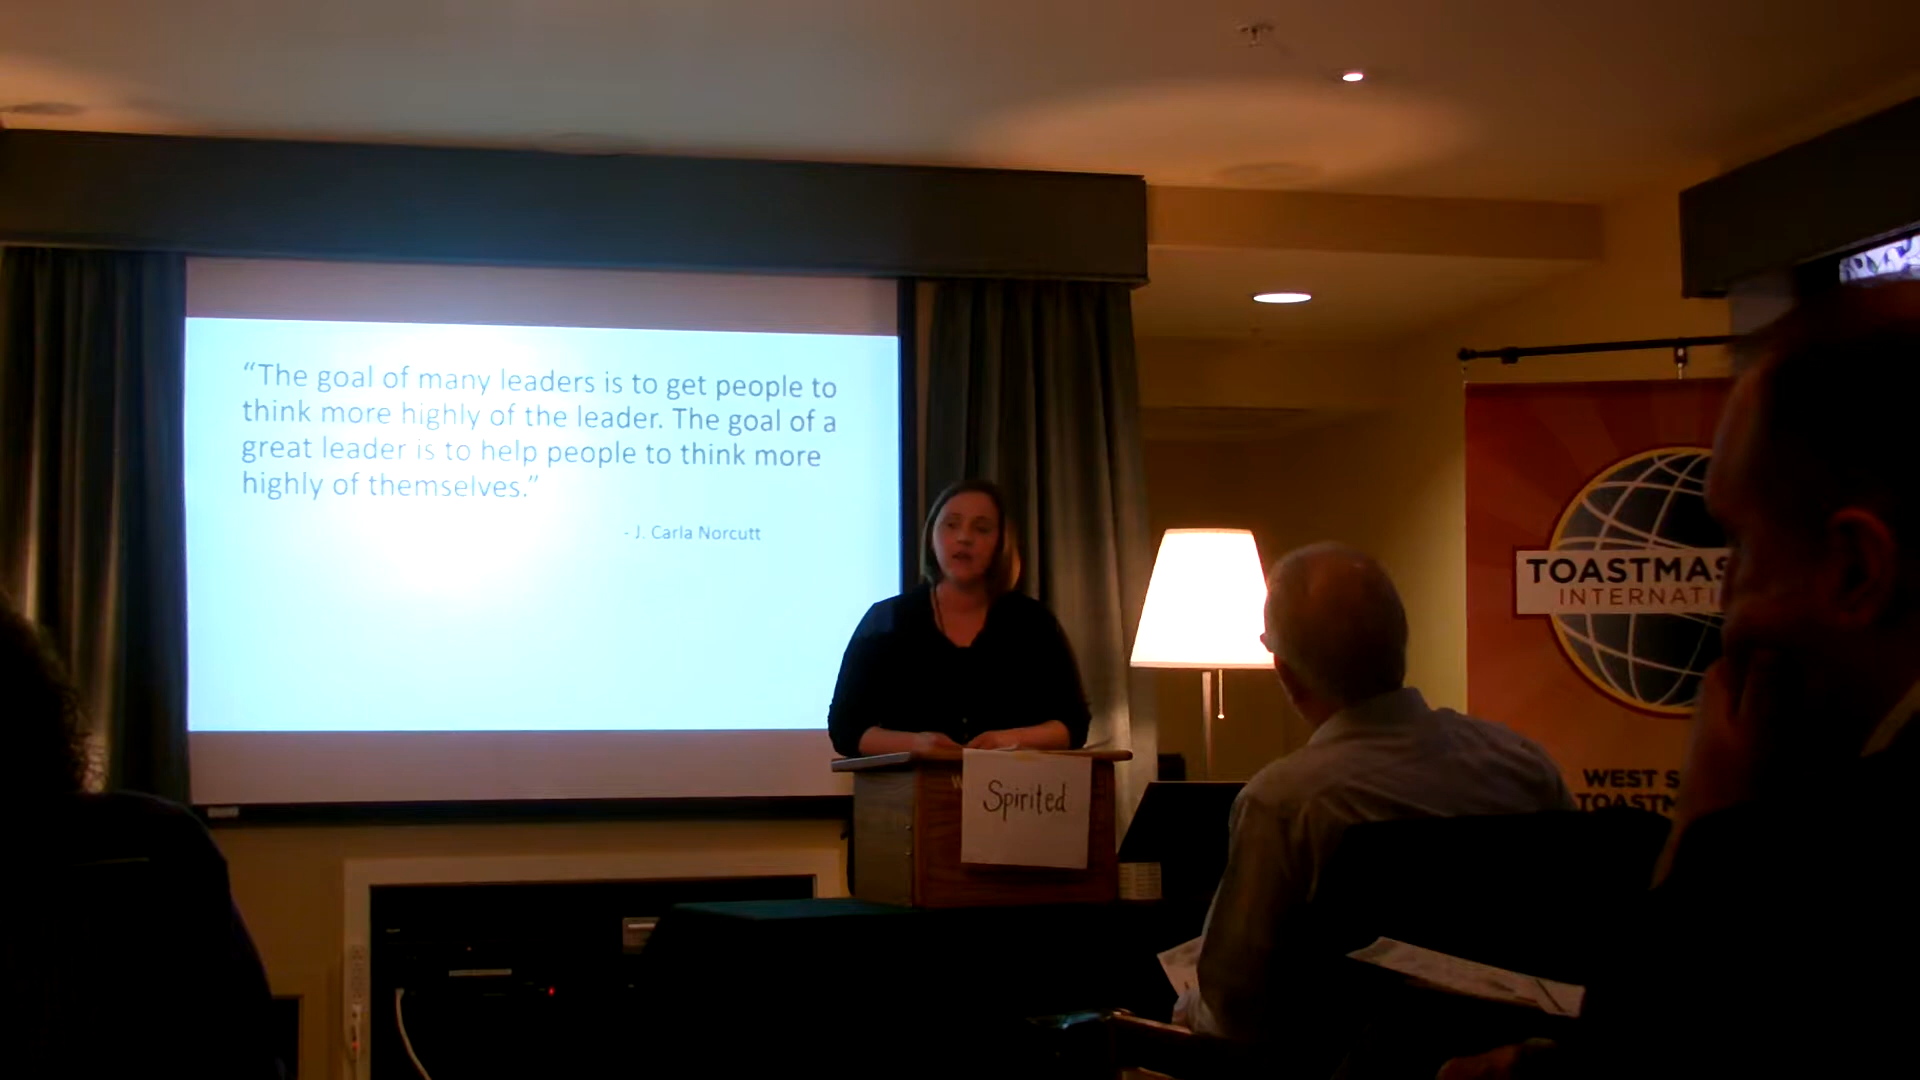 “The goal of many leaders is to get people to
think more highly of the leader. The goal of a
great leader is to help people to think more
highly of themselves.”
- J. Carla Norcutt
Spirited
TOASTMAS
INTERNATI
WEST S
TOASTM